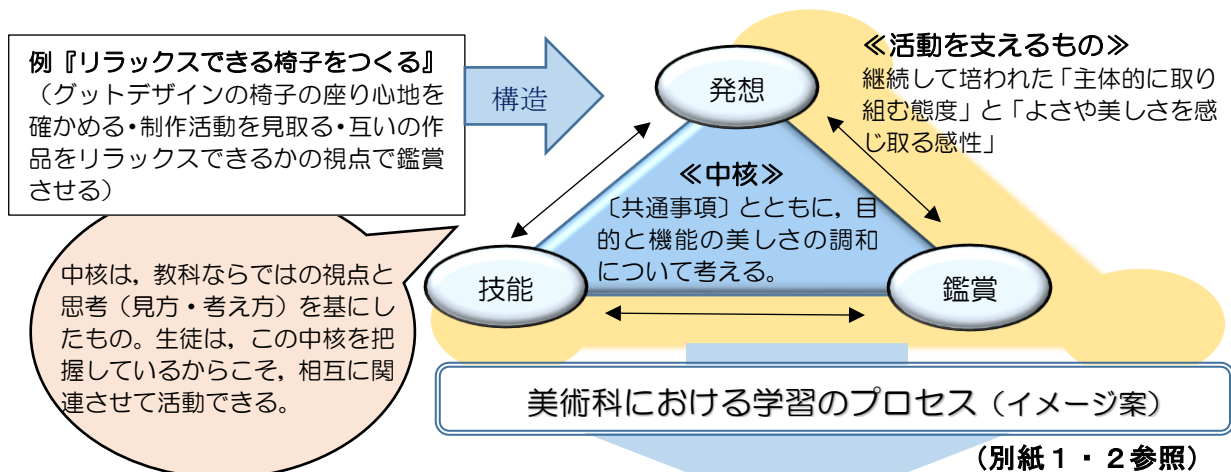 例『リラックスできる椅子をつくる』
（グットデザインの椅子の座り心地を
確かめる・制作活動を見取る・互いの作
品をリラックスできるかの視点で鑑賞
させる）
構造
発想
≪活動を支えるもの≫
継続して培われた「主体的に取り
組む態度」と「よさや美しさを感
じ取る感性」
≪中核≫
〔共通事項〕とともに，目
的と機能の美しさの調和
について考える。
技能
鑑賞
中核は，教科ならではの視点と
思考（見方・考え方）を基にし
たもの。生徒は，この中核を把
握しているからこそ，相互に関
連させて活動できる。
美術科における学習のプロセス（イメージ案）
（別紙１・２参照）